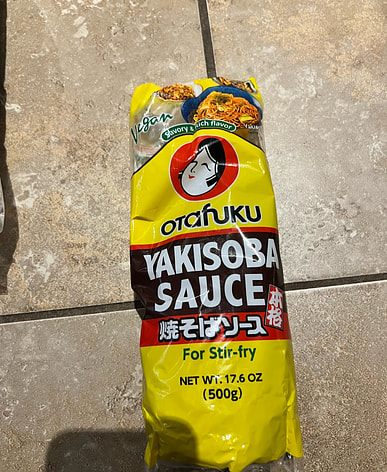 Vegan
Savory & rich flavor
OTafuKU
YAKISOBA
SAUCE
本格
焼そばソース
For Stir-fry
NET WT. 17.6 OZ
(500g)